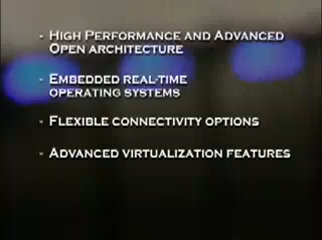 - High Performance and Advanced
Open architecture
- Embedded real-time
operating systems
- Flexible connectivity options
- Advanced virtualization features